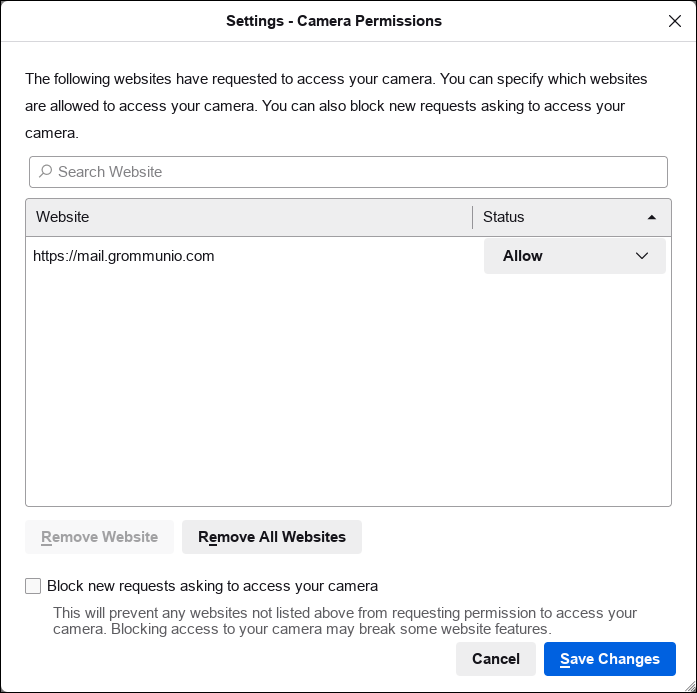 Settings - Camera Permissions
The following websites have requested to access your camera. You can specify which websites
are allowed to access your camera. You can also block new requests asking to access your
camera.
Search Website
Website Status
https://mail.grommunio.com Allow
Remove Website Remove All Websites
Block new requests asking to access your camera
This will prevent any websites not listed above from requesting permission to access your
camera. Blocking access to your camera may break some website features.
Cancel Save Changes